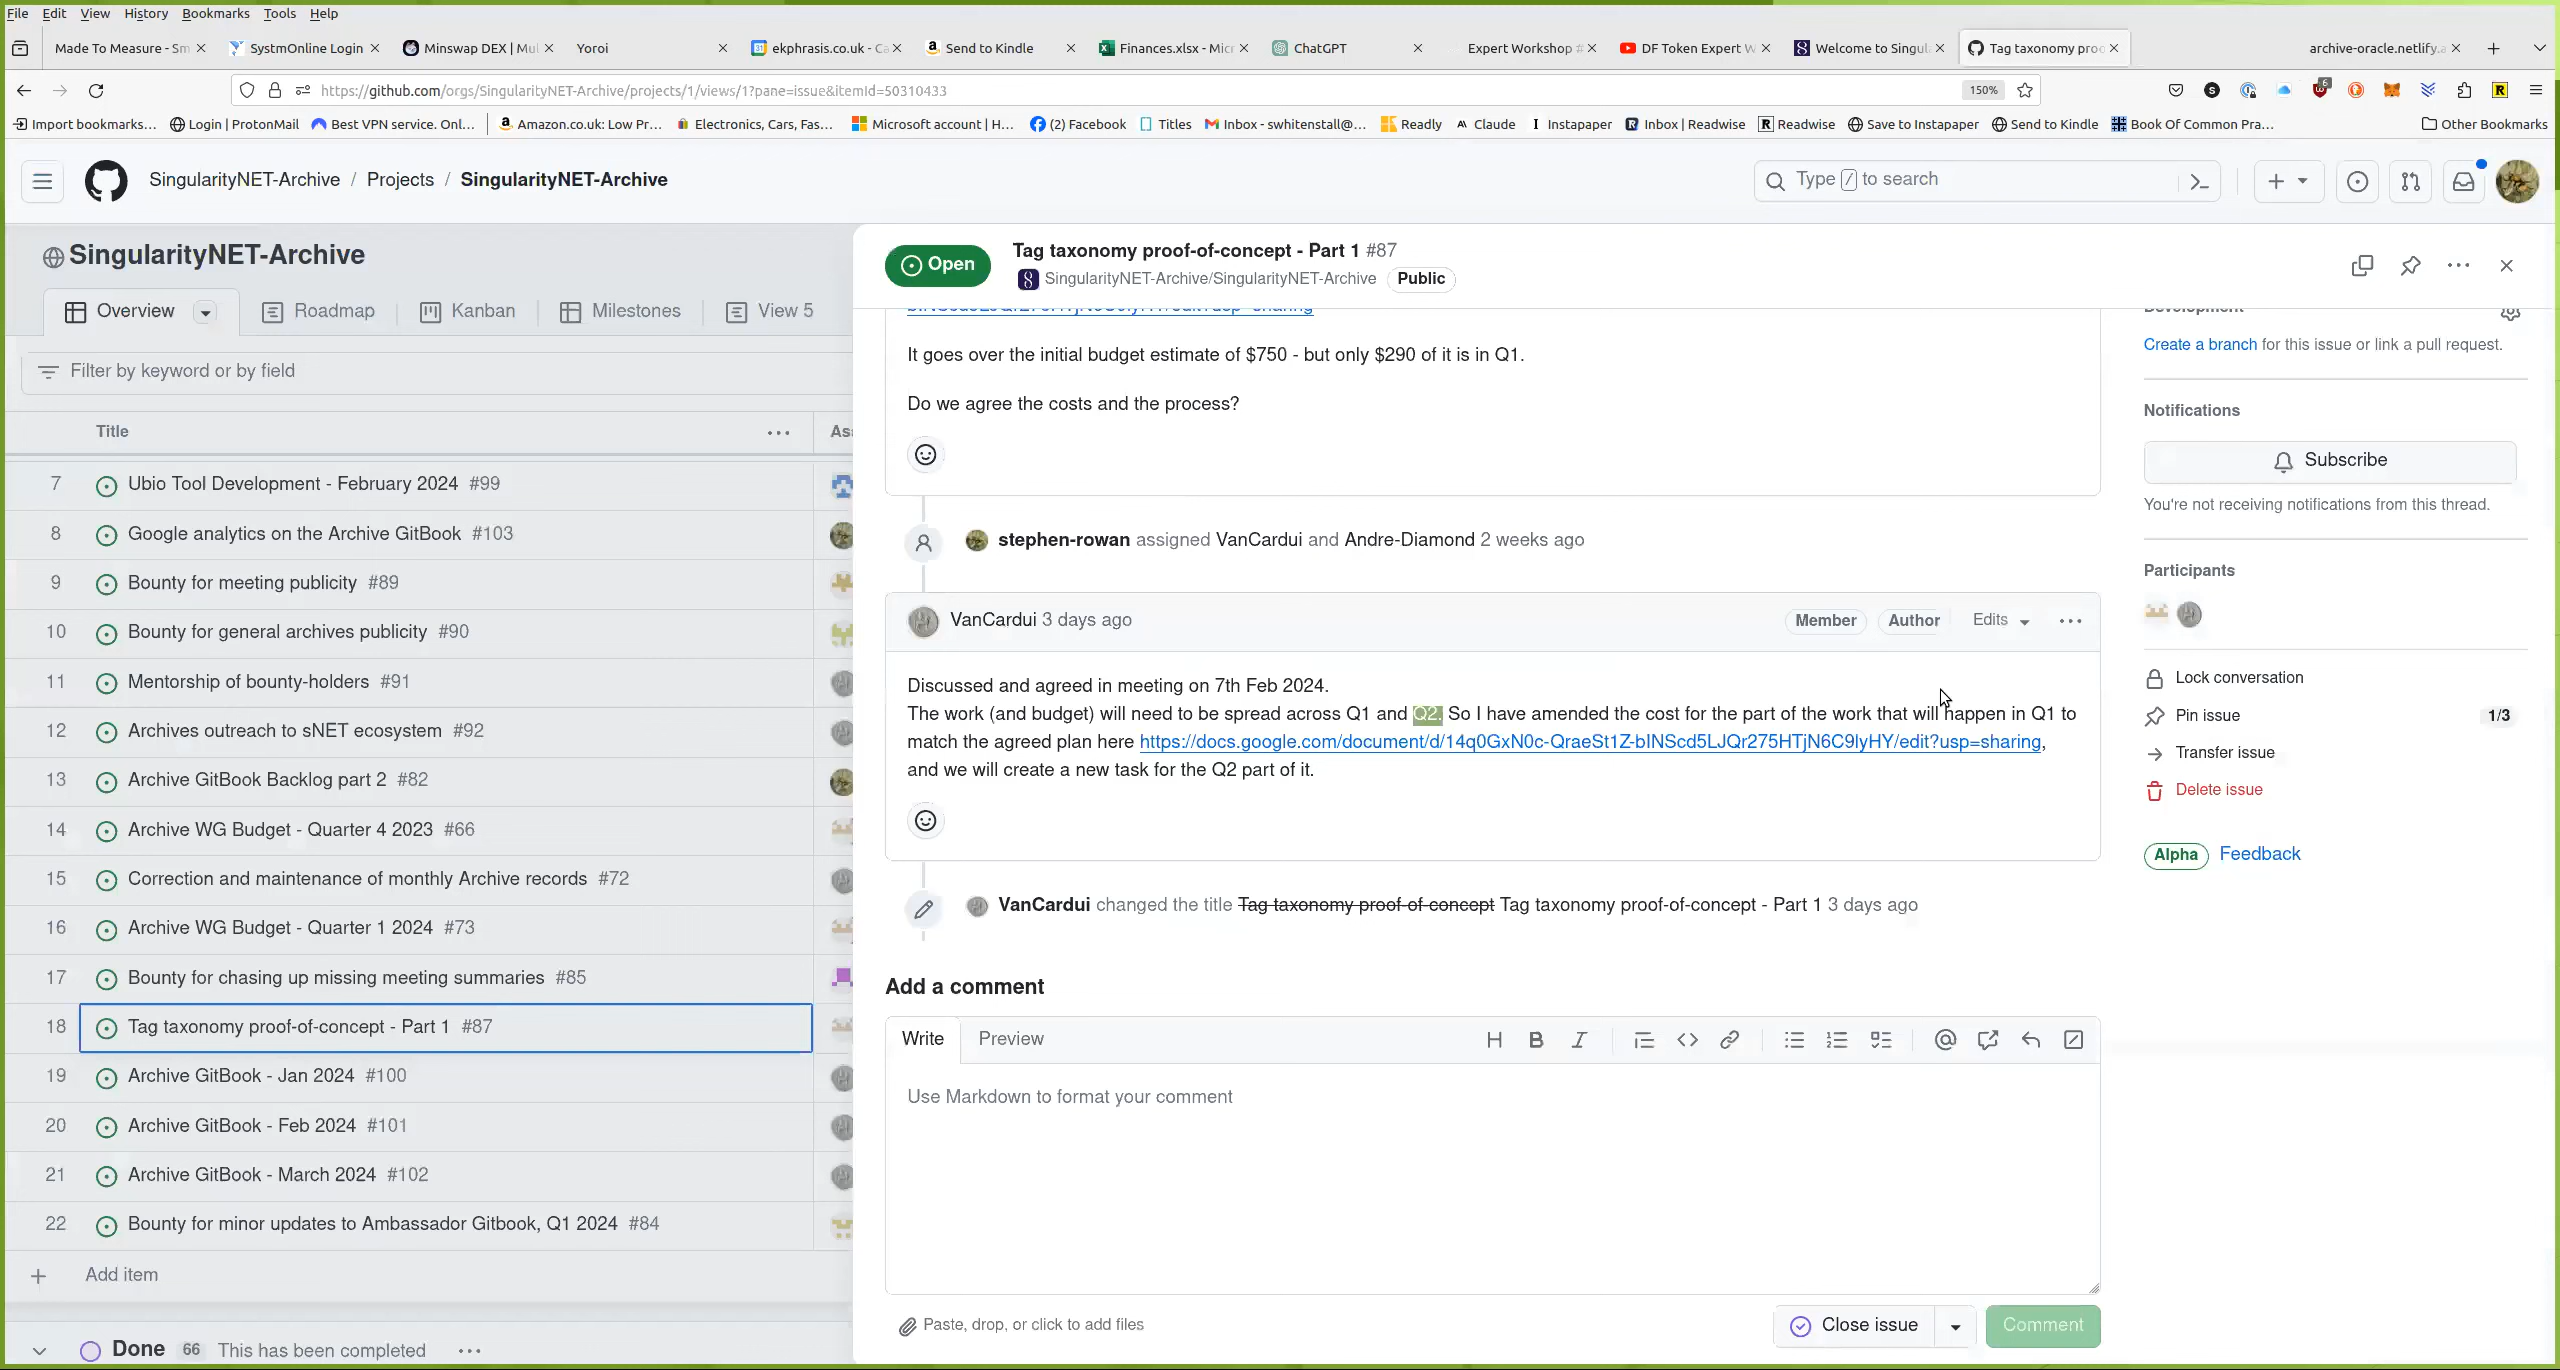 File Edit View History Bookmarks Tools Help
Made To Measure - Sm
SystmOnline Login
Minswap DEX | Mul
Yoroi
ekphrasis.co.uk - Ca
Send to Kindle
Finances.xlsx - Micr
ChatGPT
Expert Workshop #
DF Token Expert W
Welcome to Singul
Tag taxonomy proo
archive-oracle.netlify.a
https://github.com/orgs/SingularityNET-Archive/projects/1/views/1?pane=issue&itemId=50310433
150%
Import bookmarks... Login | ProtonMail Best VPN service. Onl... Amazon.co.uk: Low Pr... Electronics, Cars, Fas... Microsoft account | H... (2) Facebook Titles Inbox - swhitenstall@... Readly Claude Instapaper Inbox | Readwise Readwise Save to Instapaper Send to Kindle Book Of Common Pra... Other Bookmarks
SingularityNET-Archive / Projects / SingularityNET-Archive
Type / to search
SingularityNET-Archive
Overview Roadmap Kanban Milestones View 5
Filter by keyword or by field
Title
7 Ubio Tool Development - February 2024 #99
8 Google analytics on the Archive GitBook #103
9 Bounty for meeting publicity #89
10 Bounty for general archives publicity #90
11 Mentorship of bounty-holders #91
12 Archives outreach to sNET ecosystem #92
13 Archive GitBook Backlog part 2 #82
14 Archive WG Budget - Quarter 4 2023 #66
15 Correction and maintenance of monthly Archive records #72
16 Archive WG Budget - Quarter 1 2024 #73
17 Bounty for chasing up missing meeting summaries #85
18 Tag taxonomy proof-of-concept - Part 1 #87
19 Archive GitBook - Jan 2024 #100
20 Archive GitBook - Feb 2024 #101
21 Archive GitBook - March 2024 #102
22 Bounty for minor updates to Ambassador Gitbook, Q1 2024 #84
+ Add item
Done 66 This has been completed
Open
Tag taxonomy proof-of-concept - Part 1 #87
SingularityNET-Archive/SingularityNET-Archive Public
It goes over the initial budget estimate of $750 - but only $290 of it is in Q1.
Do we agree the costs and the process?
stephen-rowan assigned VanCardui and Andre-Diamond 2 weeks ago
VanCardui 3 days ago
Member Author Edits
Discussed and agreed in meeting on 7th Feb 2024.
The work (and budget) will need to be spread across Q1 and Q2. So I have amended the cost for the part of the work that will happen in Q1 to
match the agreed plan here https://docs.google.com/document/d/14q0GxN0c-QraeSt1Z-bINScd5LJQr275HTjN6C9lyHY/edit?usp=sharing,
and we will create a new task for the Q2 part of it.
VanCardui changed the title Tag taxonomy proof-of-concept Tag taxonomy proof-of-concept - Part 1 3 days ago
Add a comment
Write Preview
Use Markdown to format your comment
Paste, drop, or click to add files
Close issue
Comment
Development
Create a branch for this issue or link a pull request.
Notifications
Subscribe
You're not receiving notifications from this thread.
Participants
Lock conversation
Pin issue 1/3
Transfer issue
Delete issue
Alpha Feedback